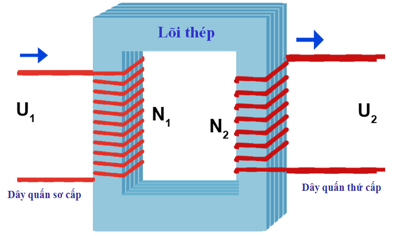 Lõi thép
U1
N1
N2
U2
Dây quấn sơ cấp
Dây quấn thứ cấp